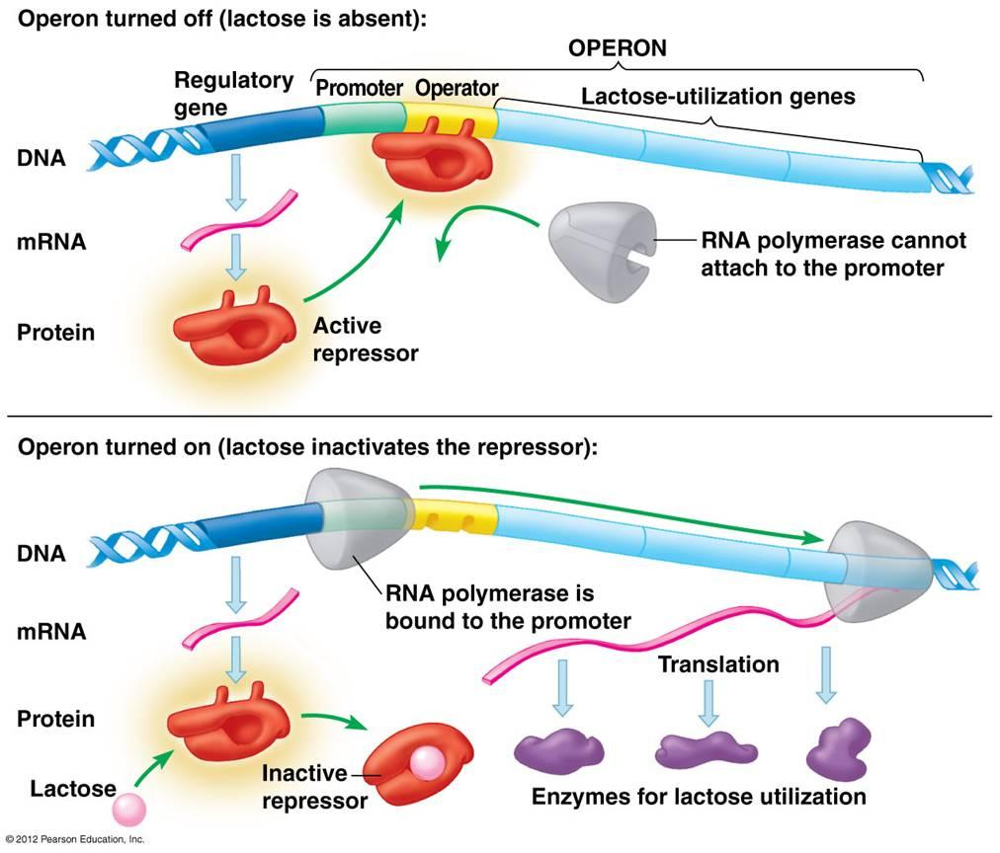 Operon turned off (lactose is absent):
OPERON
Regulatory
gene
Promoter
Operator
Lactose-utilization genes
DNA
mRNA
RNA polymerase cannot
attach to the promoter
Protein
Active
repressor
Operon turned on (lactose inactivates the repressor):
DNA
RNA polymerase is
bound to the promoter
mRNA
Translation
Protein
Inactive
repressor
Lactose
Enzymes for lactose utilization
© 2012 Pearson Education, Inc.